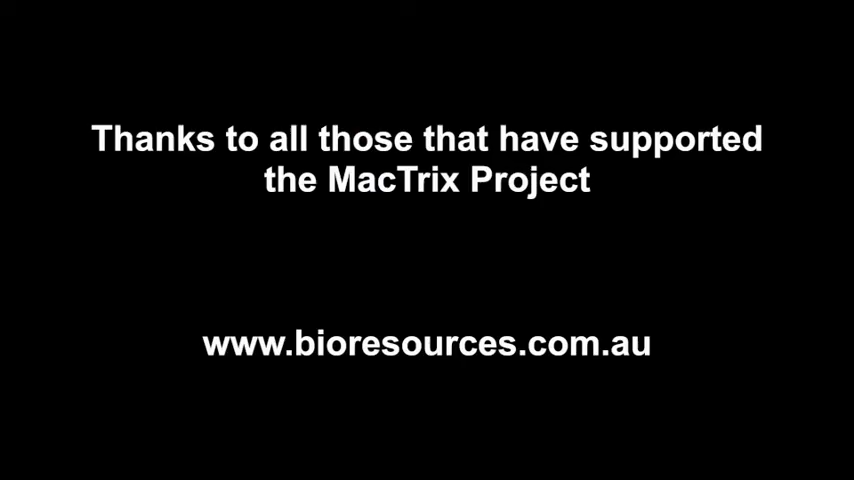 Thanks to all those that have supported
the MacTrix Project
www.bioresources.com.au